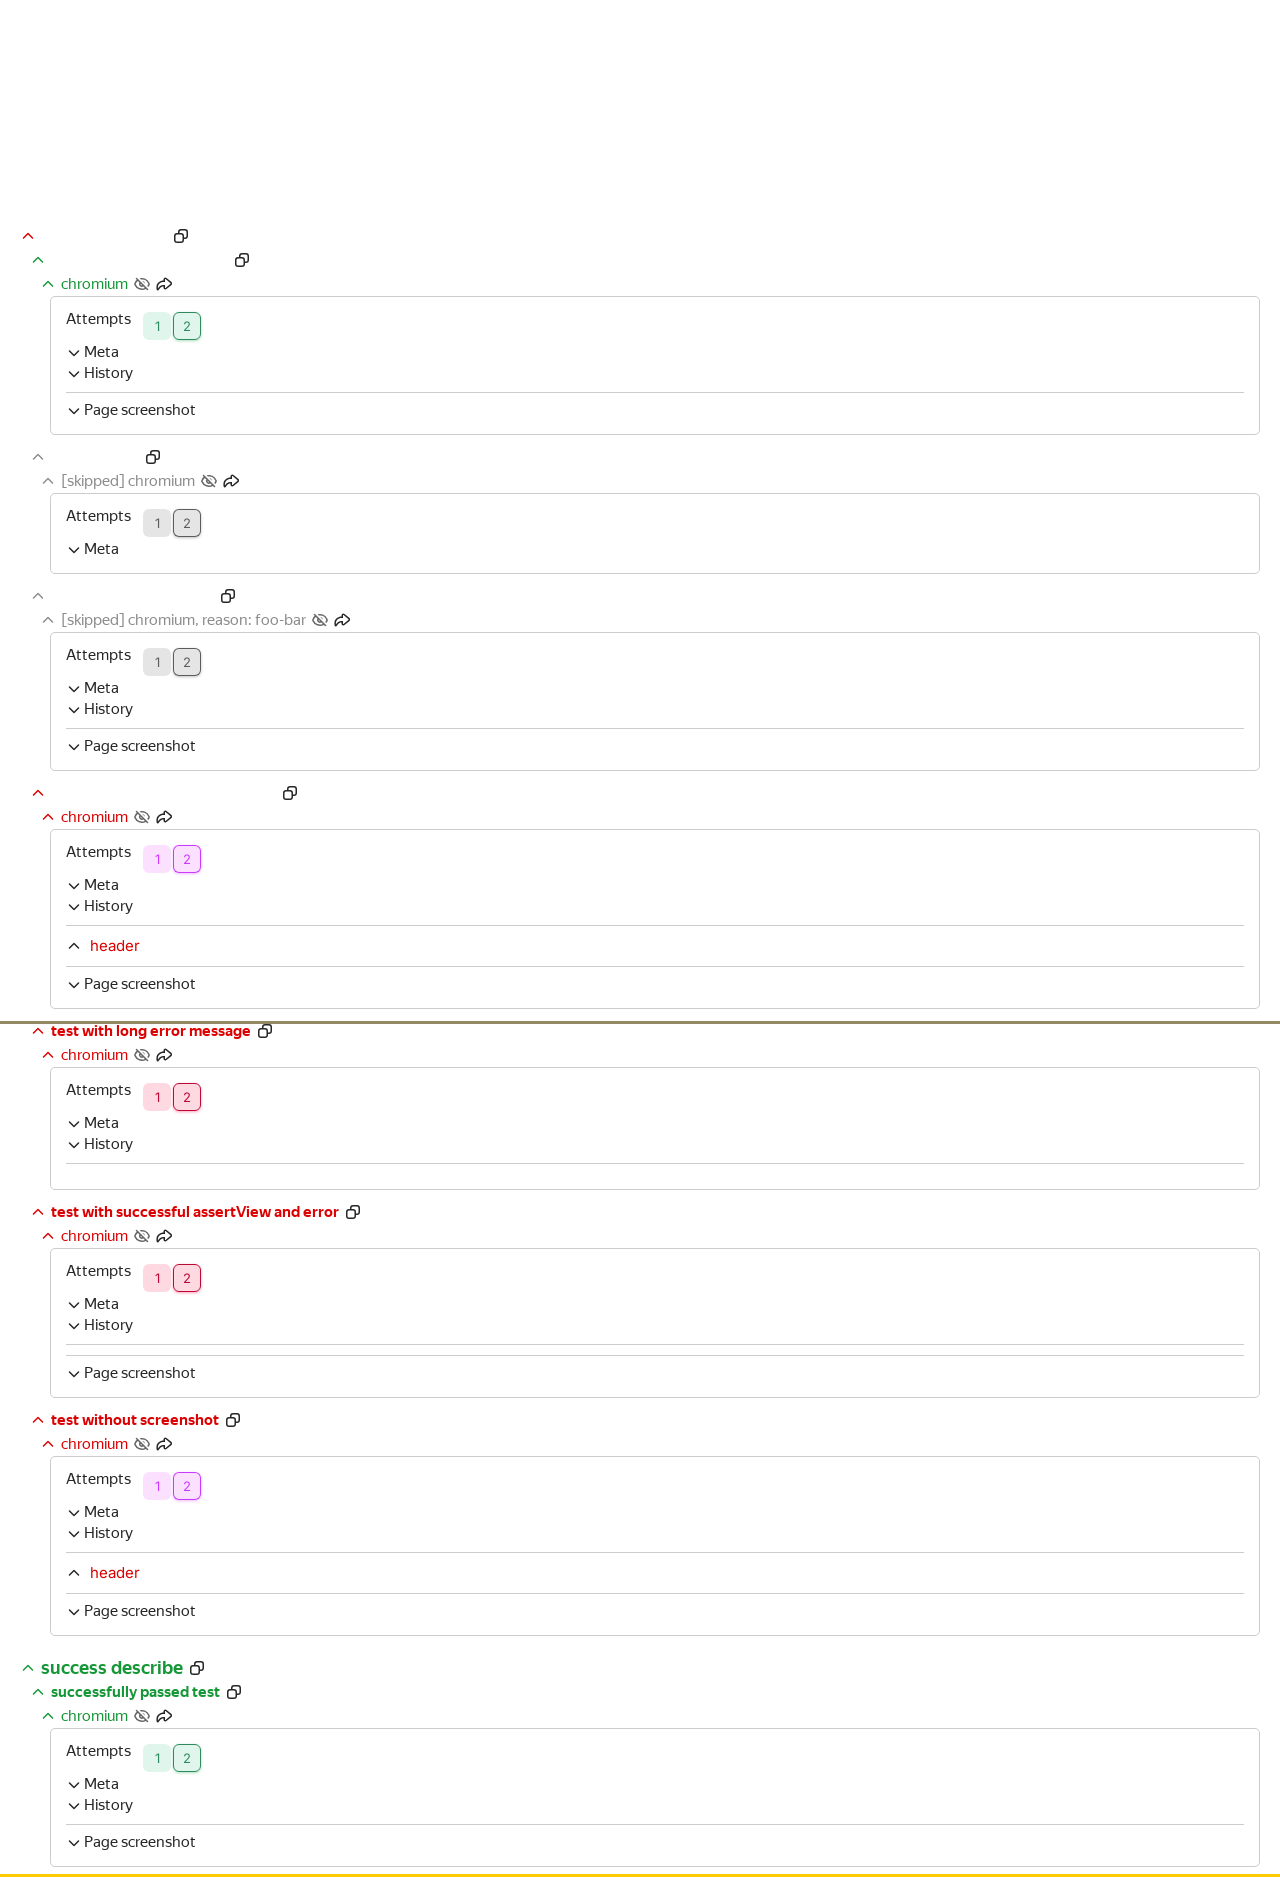 chromium
Attempts 1 2
Meta
History
Page screenshot
[skipped] chromium
Attempts 1 2
Meta
[skipped] chromium, reason: foo-bar
Attempts 1 2
Meta
History
Page screenshot
chromium
Attempts 1 2
Meta
History
header
Page screenshot
test with long error message
chromium
Attempts 1 2
Meta
History
test with successful assertView and error
chromium
Attempts 1 2
Meta
History
Page screenshot
test without screenshot
chromium
Attempts 1 2
Meta
History
header
Page screenshot
success describe
successfully passed test
chromium
Attempts 1 2
Meta
History
Page screenshot